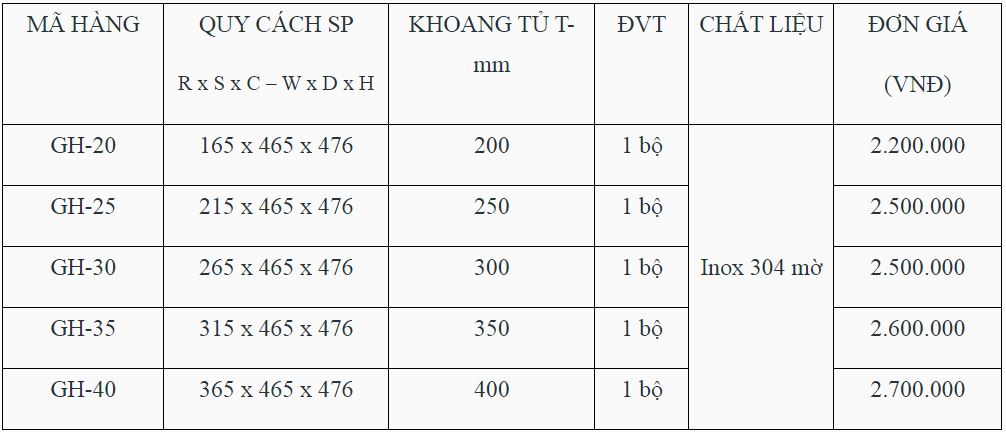 MÃ HÀNG
QUY CÁCH SP
R x S x C – W x D x H
KHOANG TỦ T-
mm
ĐVT
CHẤT LIỆU
ĐƠN GIÁ
(VNĐ)
GH-20
165 x 465 x 476
200
1 bộ
2.200.000
GH-25
215 x 465 x 476
250
1 bộ
2.500.000
GH-30
265 x 465 x 476
300
1 bộ
Inox 304 mờ
2.500.000
GH-35
315 x 465 x 476
350
1 bộ
2.600.000
GH-40
365 x 465 x 476
400
1 bộ
2.700.000